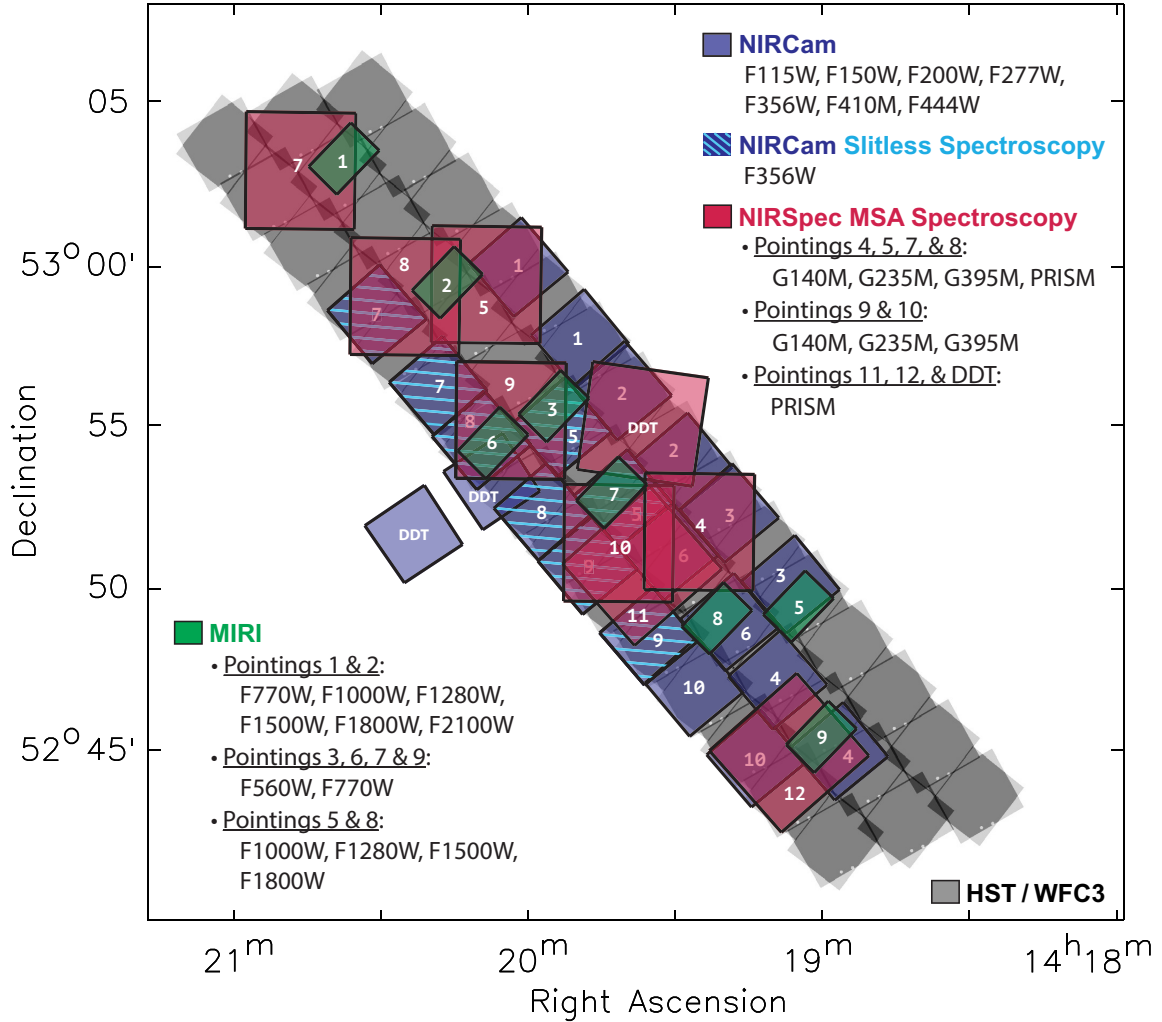 NIRCam
F115W, F150W, F200W, F277W,
F356W, F410M, F444W
NIRCam Slitless Spectroscopy
F356W
NIRSpec MSA Spectroscopy
• Pointings 4, 5, 7, & 8:
G140M, G235M, G395M, PRISM
• Pointings 9 & 10:
G140M, G235M, G395M
• Pointings 11, 12, & DDT:
PRISM
05
53° 00'
55
50
52° 45'
Declination
7
1
8
2
1
5
7
1
7
9
3
2
8
6
5
DDT
2
DDT
7
8
5
4
3
DDT
10
6
9
3
11
8
5
9
6
10
4
10
9
4
12
MIRI
• Pointings 1 & 2:
F770W, F1000W, F1280W,
F1500W, F1800W, F2100W
• Pointings 3, 6, 7 & 9:
F560W, F770W
• Pointings 5 & 8:
F1000W, F1280W, F1500W,
F1800W
HST / WFC3
21ᵐ 20ᵐ 19ᵐ 14ʰ18ᵐ
Right Ascension